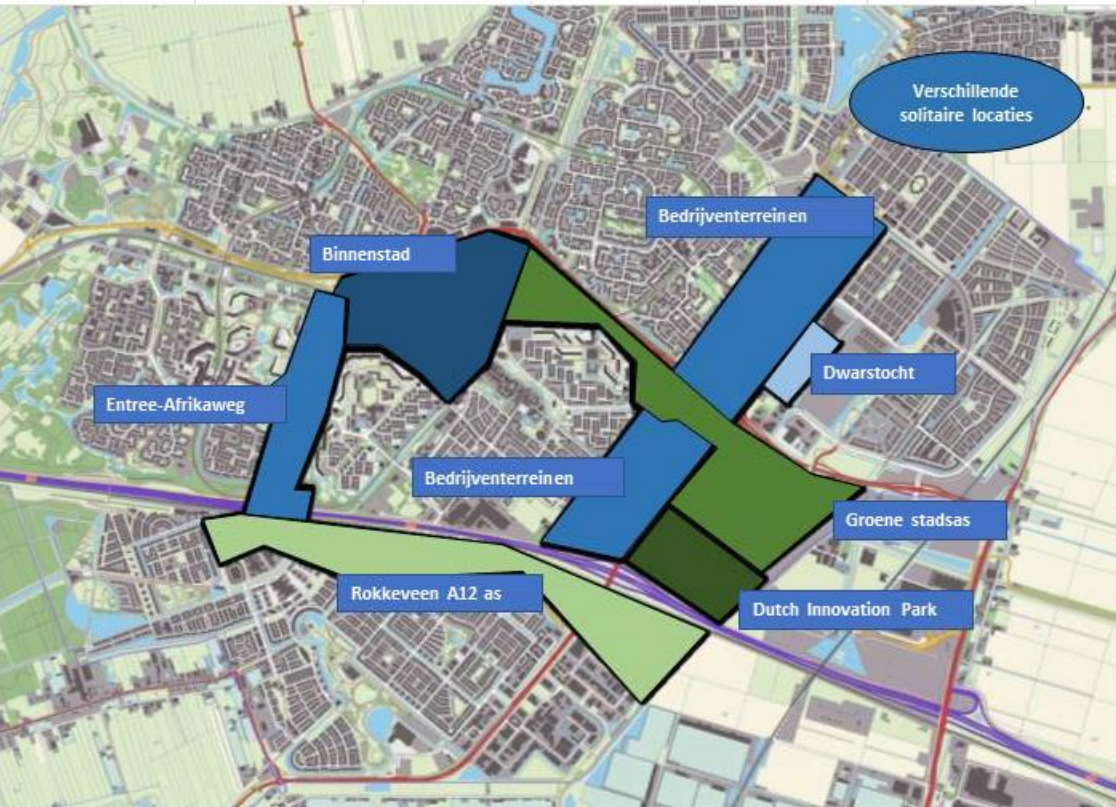 Verschillende
solitaire locaties
Bedrijventerreinen
Binnenstad
Dwarstocht
Entree-Afrikaweg
Bedrijventerreinen
Groene stadsas
Rokkeveen A12 as
Dutch Innovation Park